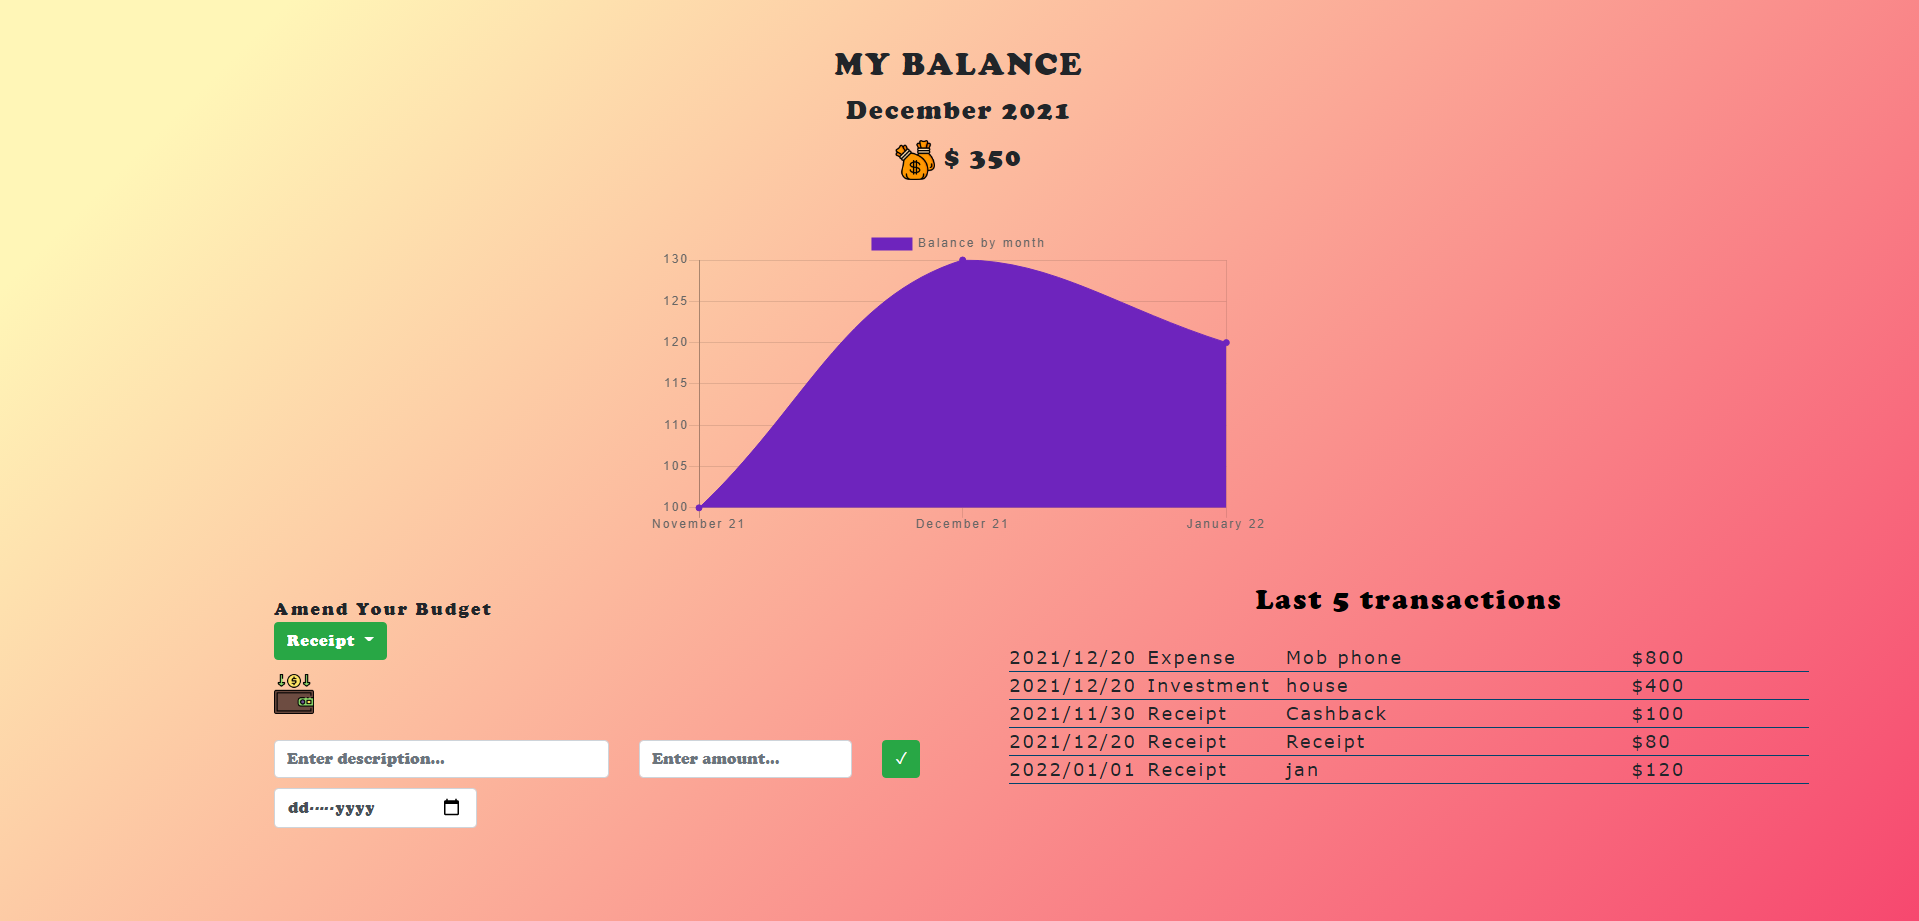 MY BALANCE
December 2021
$ 350
Balance by month
130
125
120
115
110
105
100
November 21 December 21 January 22
Amend Your Budget
Receipt
Enter description... Enter amount... ✓
dd-----yyyy
Last 5 transactions
2021/12/20 Expense Mob phone $800
2021/12/20 Investment house $400
2021/11/30 Receipt Cashback $100
2021/12/20 Receipt Receipt $80
2022/01/01 Receipt jan $120